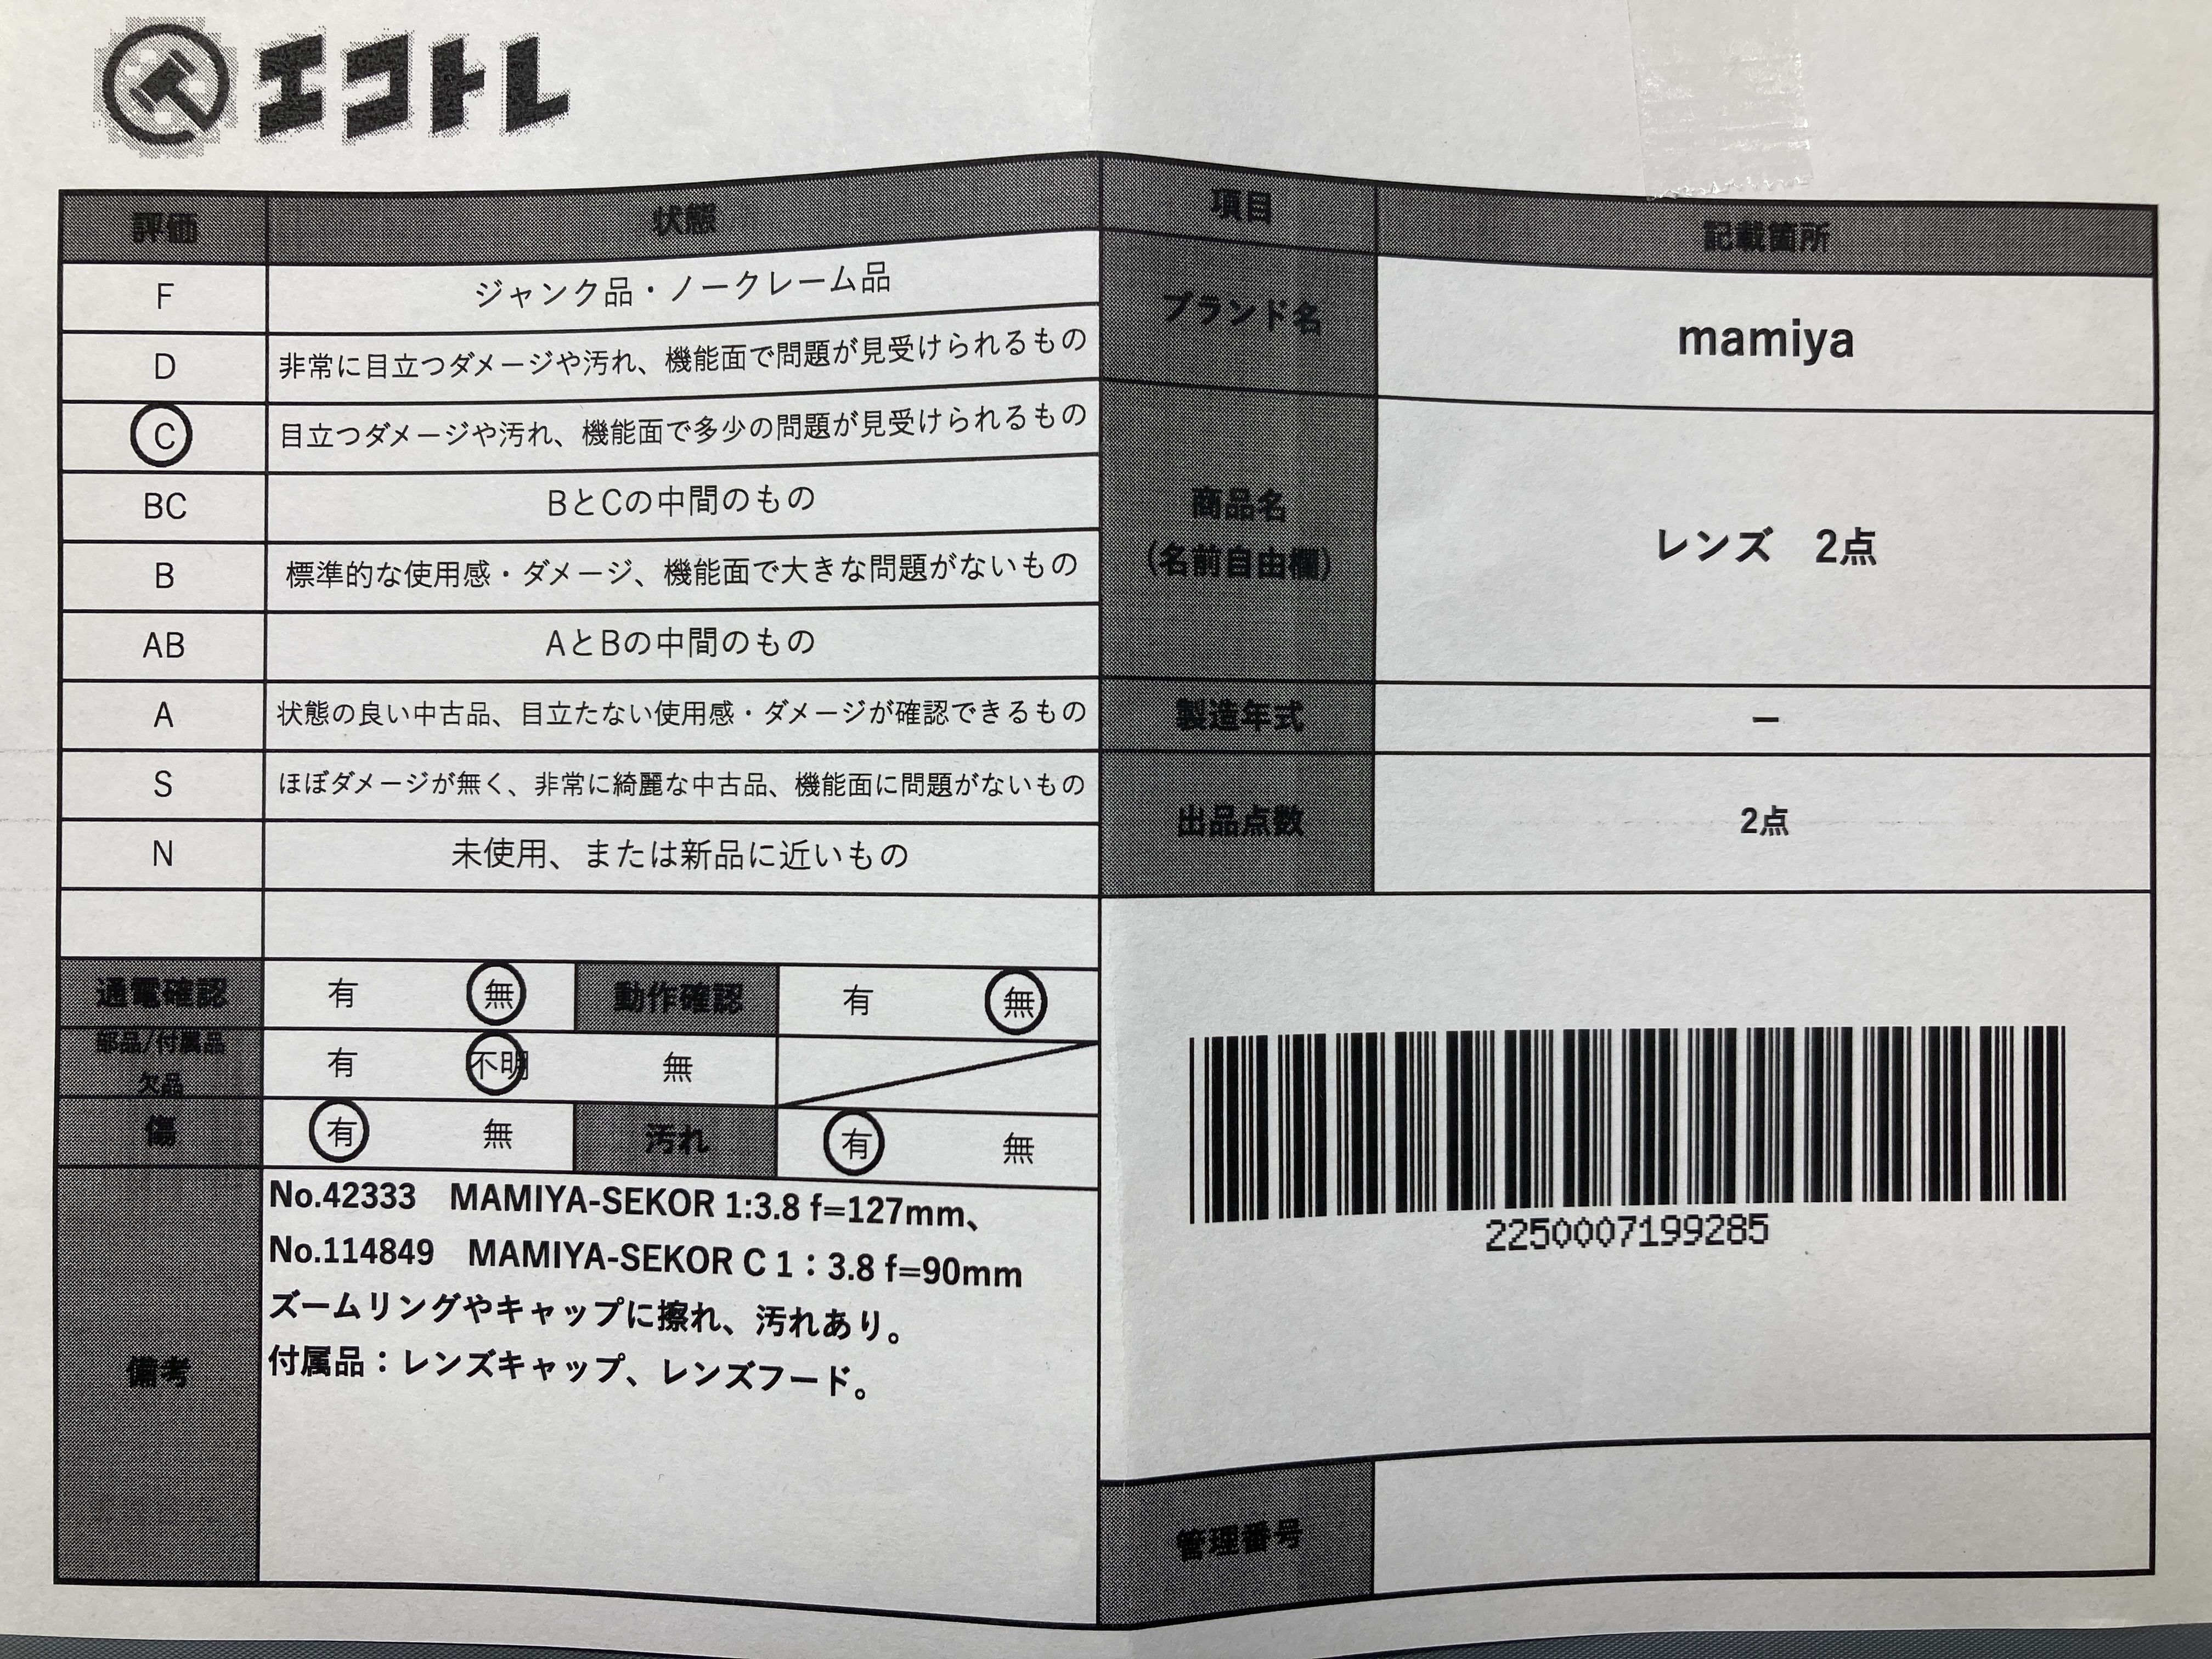 エコトレ
評価 状態
F ジャンク品・ノークレーム品
D 非常に目立つダメージや汚れ、機能面で問題が見受けられるもの
C 目立つダメージや汚れ、機能面で多少の問題が見受けられるもの
BC BとCの中間のもの
B 標準的な使用感・ダメージ、機能面で大きな問題がないもの
AB AとBの中間のもの
A 状態の良い中古品、目立たない使用感・ダメージが確認できるもの
S ほぼダメージが無く、非常に綺麗な中古品、機能面に問題がないもの
N 未使用、または新品に近いもの
通電確認 有 無 動作確認 有 無
部品/付属品
欠品 有 不明 無
傷 有 無 汚れ 有 無
備考
No.42333 MAMIYA-SEKOR 1:3.8 f=127mm、
No.114849 MAMIYA-SEKOR C 1：3.8 f=90mm
ズームリングやキャップに擦れ、汚れあり。
付属品：レンズキャップ、レンズフード。
項目 記載箇所
ブランド名 mamiya
商品名
(名前自由欄)
レンズ 2点
製造年式 ー
出品点数 2点
2250007199285
管理番号